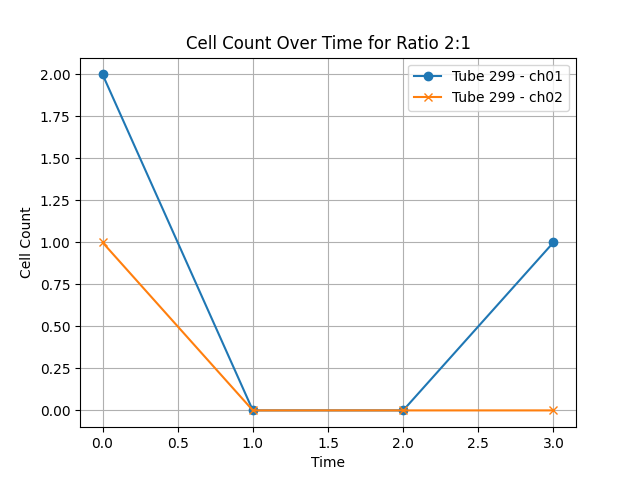 Cell Count Over Time for Ratio 2:1
Tube 299 - ch01
Tube 299 - ch02
2.00
1.75
1.50
1.25
1.00
0.75
0.50
0.25
0.00
Cell Count
0.0 0.5 1.0 1.5 2.0 2.5 3.0
Time